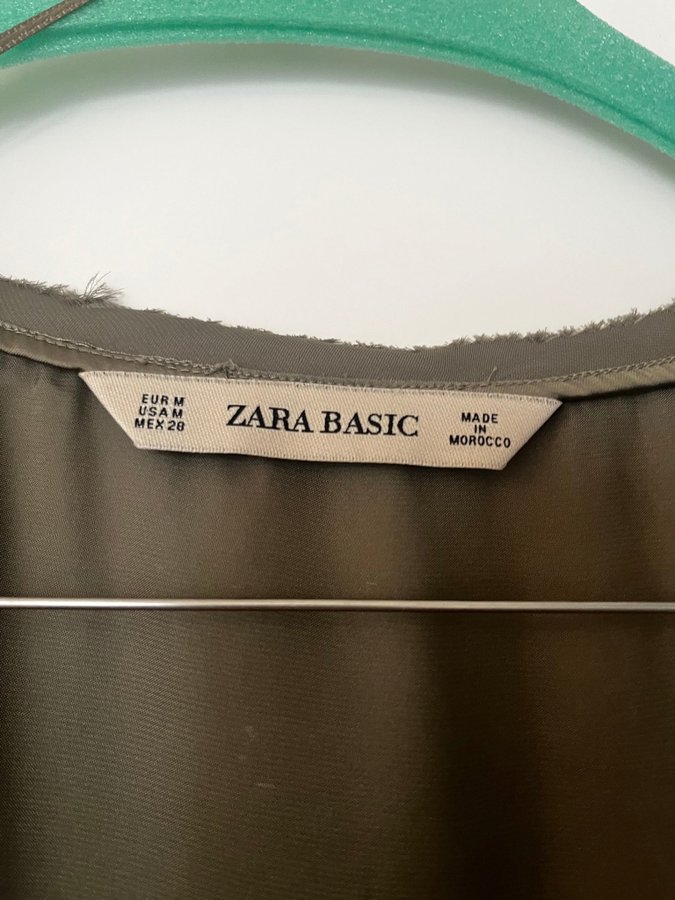 EUR M
USA M
MEX 28
ZARA BASIC
MADE
IN
MOROCCO